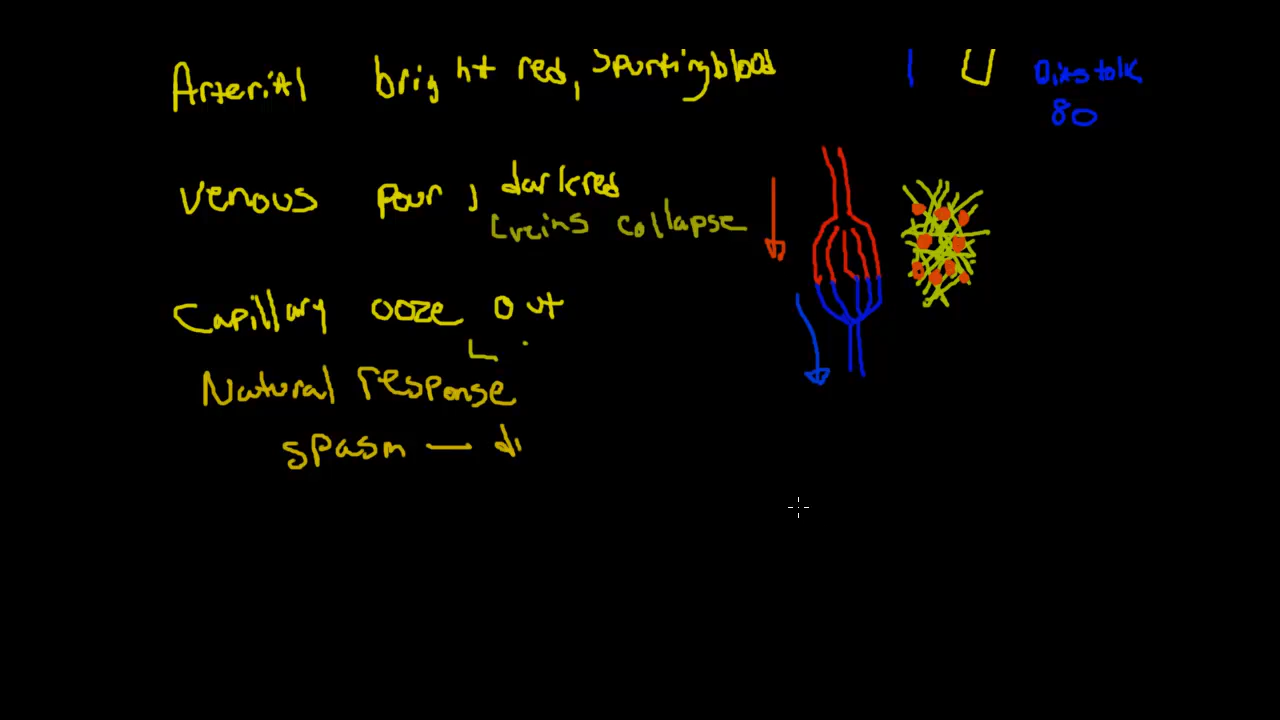 Arterial bright red, spurting blood
Diastolic
80
Venous pour, dark red
veins collapse
Capillary ooze out
Natural response
spasm — di